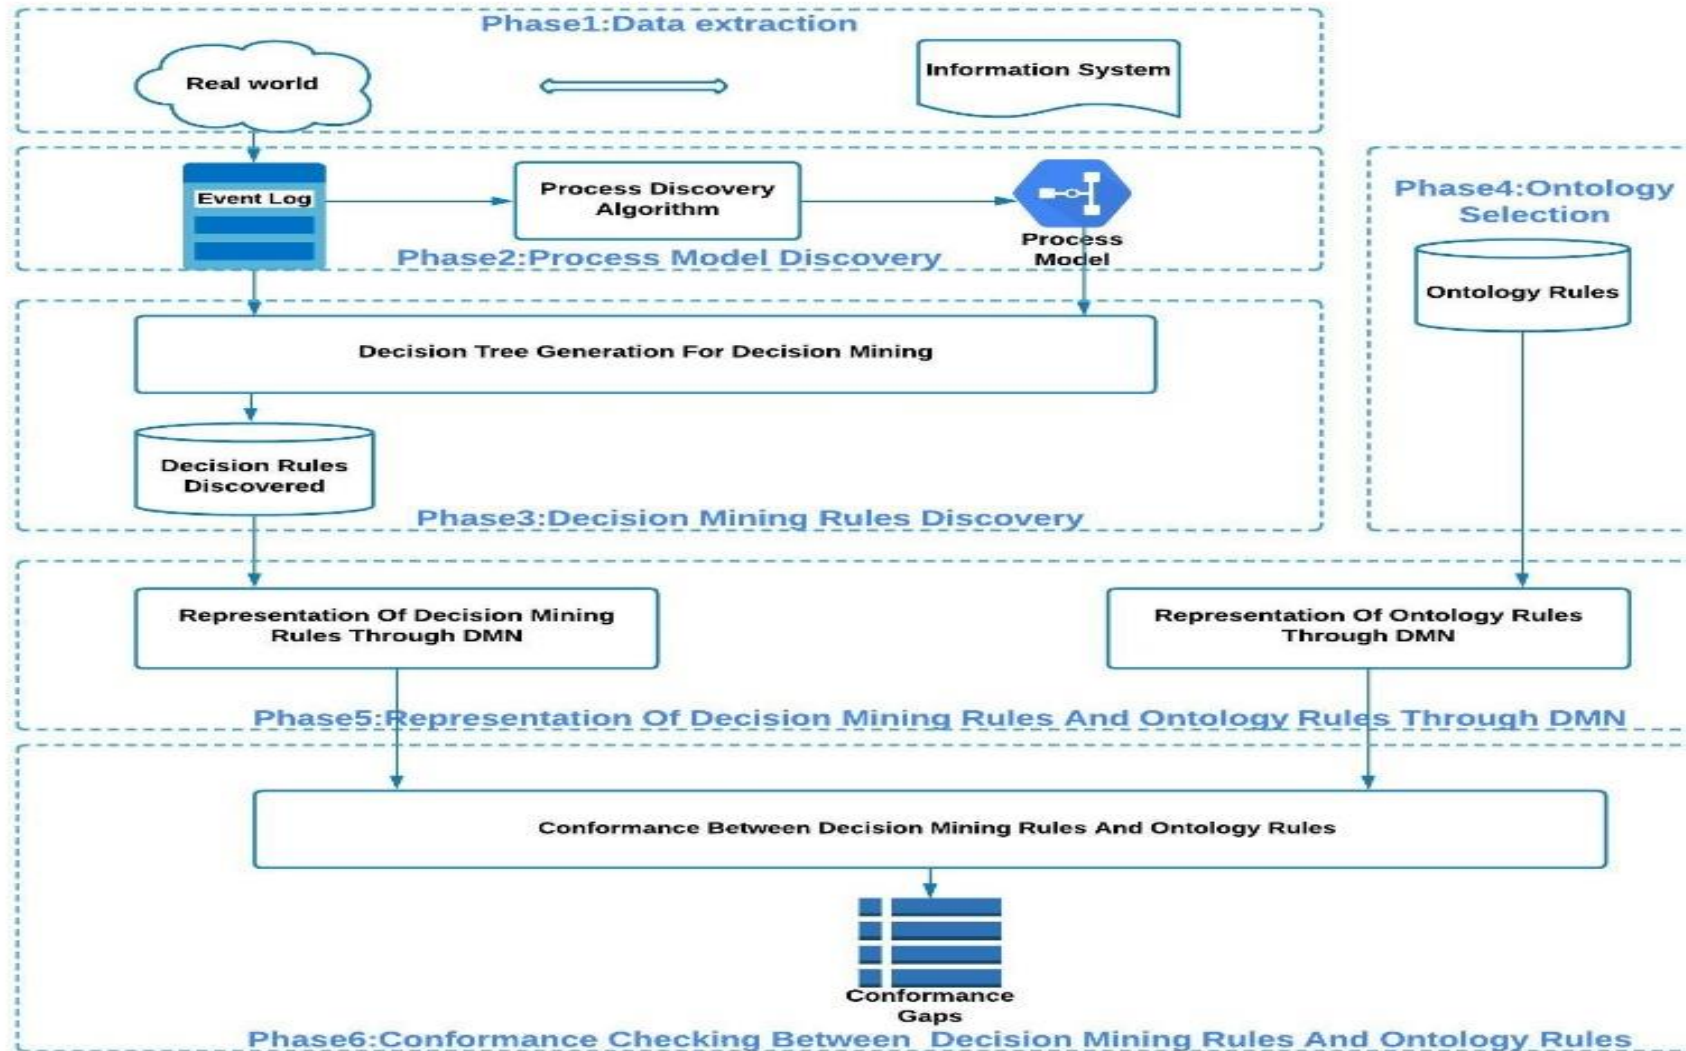 Phase1:Data extraction
Real world
Information System
Event Log
Process Discovery
Algorithm
Process
Model
Phase2:Process Model Discovery
Phase4:Ontology
Selection
Ontology Rules
Decision Tree Generation For Decision Mining
Decision Rules
Discovered
Phase3:Decision Mining Rules Discovery
Representation Of Decision Mining
Rules Through DMN
Representation Of Ontology Rules
Through DMN
Phase5:Representation Of Decision Mining Rules And Ontology Rules Through DMN
Conformance Between Decision Mining Rules And Ontology Rules
Conformance
Gaps
Phase6:Conformance Checking Between Decision Mining Rules And Ontology Rules